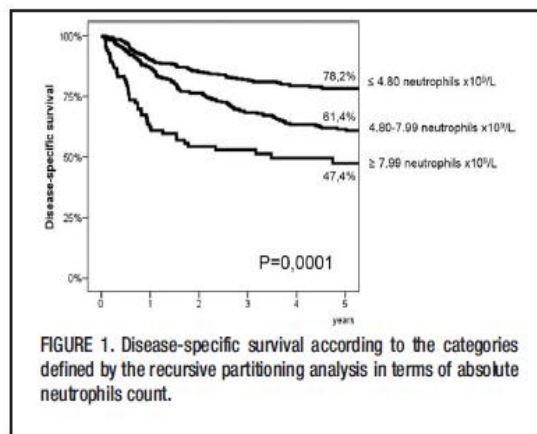 100%
75%
50%
25%
0%
Disease-specific survival
78,2%
≤ 4.80 neutrophils x10⁹/L
61,4%
4.80-7.99 neutrophils x10⁹/L
≥ 7.99 neutrophils x10⁹/L
47,4%
P=0,0001
0 1 2 3 4 5
years
FIGURE 1. Disease-specific survival according to the categories
defined by the recursive partitioning analysis in terms of absolute
neutrophils count.